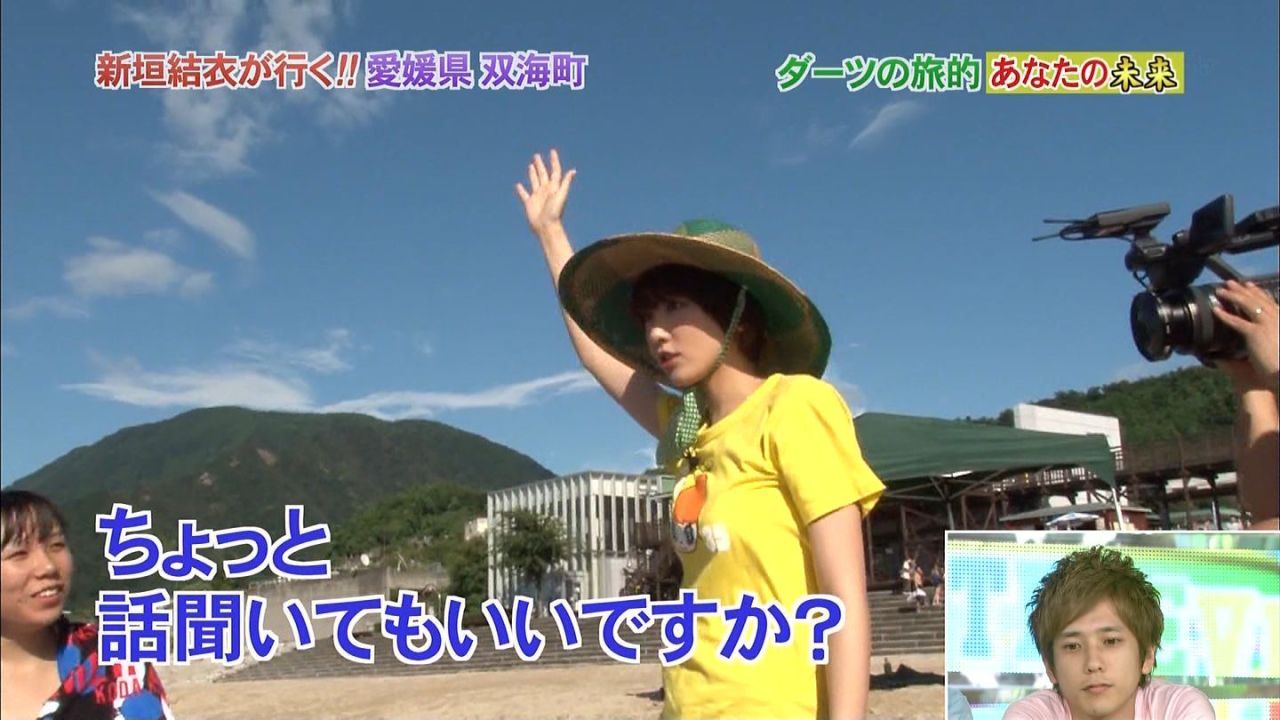 新垣結衣が行く!! 愛媛県 双海町
ダーツの旅的 あなたの未来
ちょっと
話聞いてもいいですか?
KODA